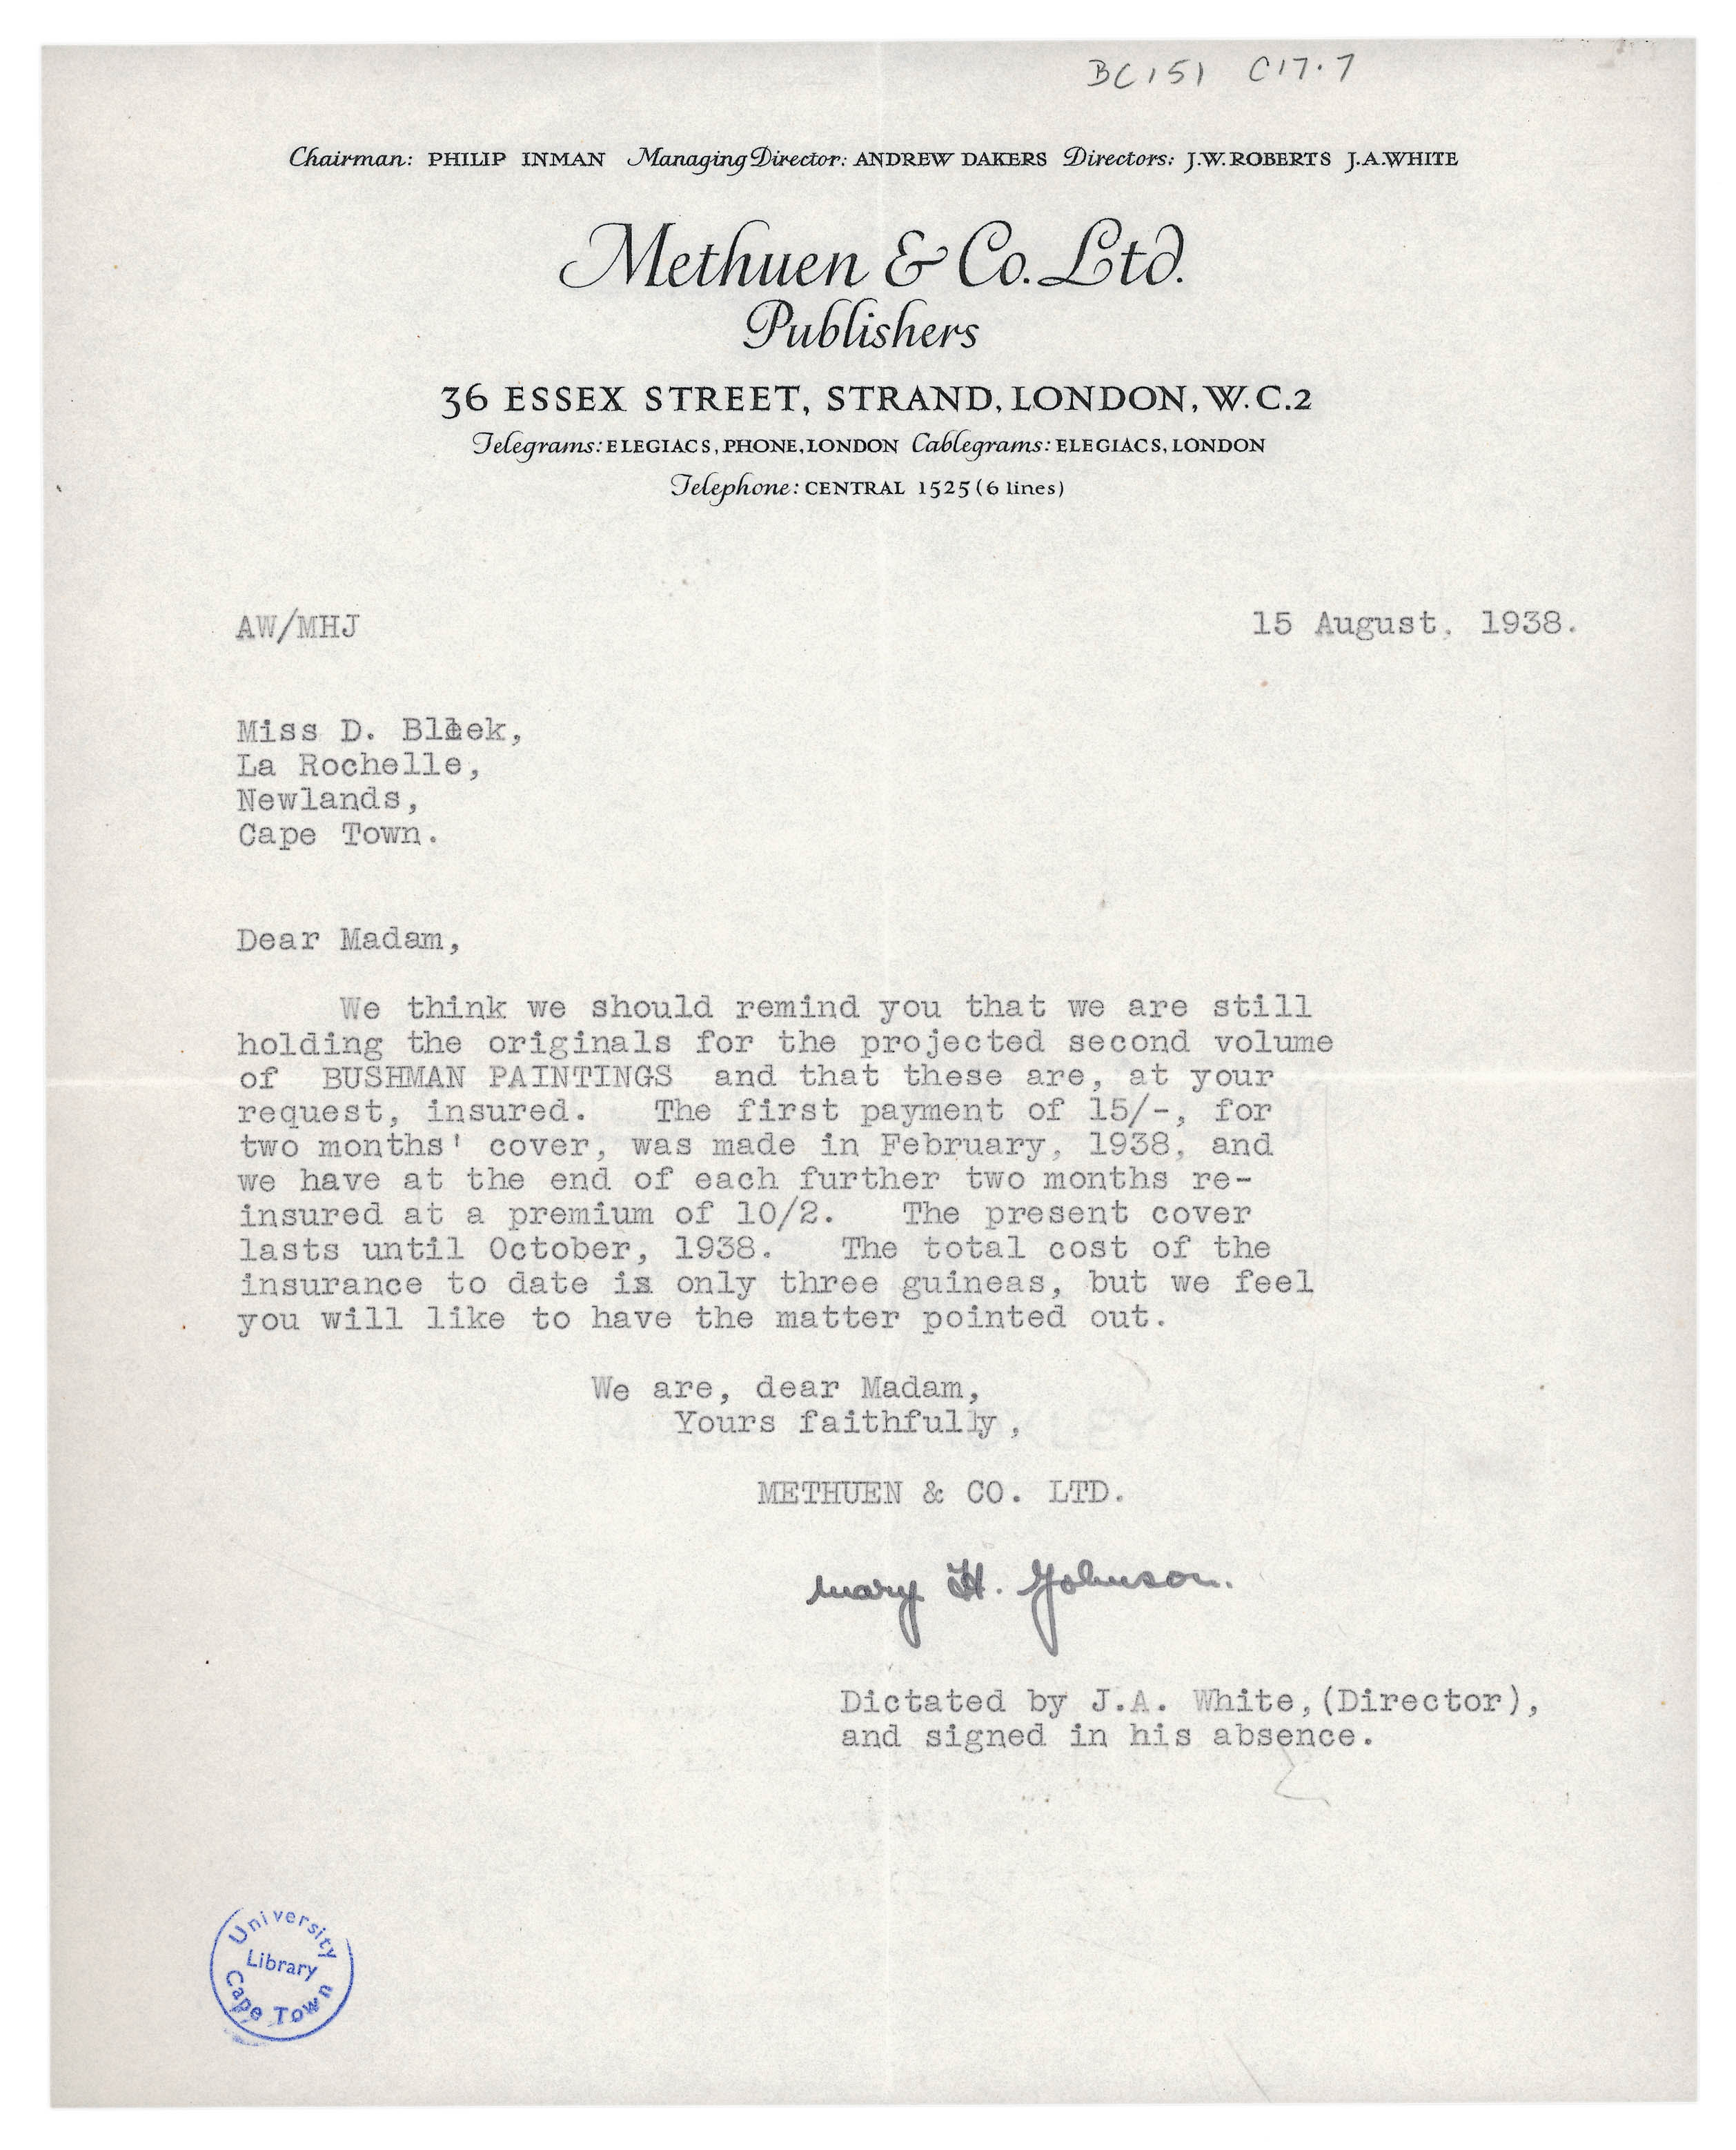 BC151 C17.7
Chairman: PHILIP INMAN Managing Director: ANDREW DAKERS Directors: J.W. ROBERTS J.A. WHITE
Methuen & Co. Ltd.
Publishers
36 ESSEX STREET, STRAND, LONDON, W.C.2
Telegrams: ELEGIACS, PHONE, LONDON Cablegrams: ELEGIACS, LONDON
Telephone: CENTRAL 1525 (6 lines)
AW/MHJ 15 August, 1938.
Miss D. Bleek,
La Rochelle,
Newlands,
Cape Town.
Dear Madam,
We think we should remind you that we are still
holding the originals for the projected second volume
of BUSHMAN PAINTINGS and that these are, at your
request, insured. The first payment of 15/-, for
two months' cover, was made in February, 1938, and
we have at the end of each further two months re-
insured at a premium of 10/2. The present cover
lasts until October, 1938. The total cost of the
insurance to date is only three guineas, but we feel
you will like to have the matter pointed out.
We are, dear Madam,
Yours faithfully,
METHUEN & CO. LTD.
Mary H. Johnson.
Dictated by J.A. White, (Director),
and signed in his absence.
University
Library
Cape Town